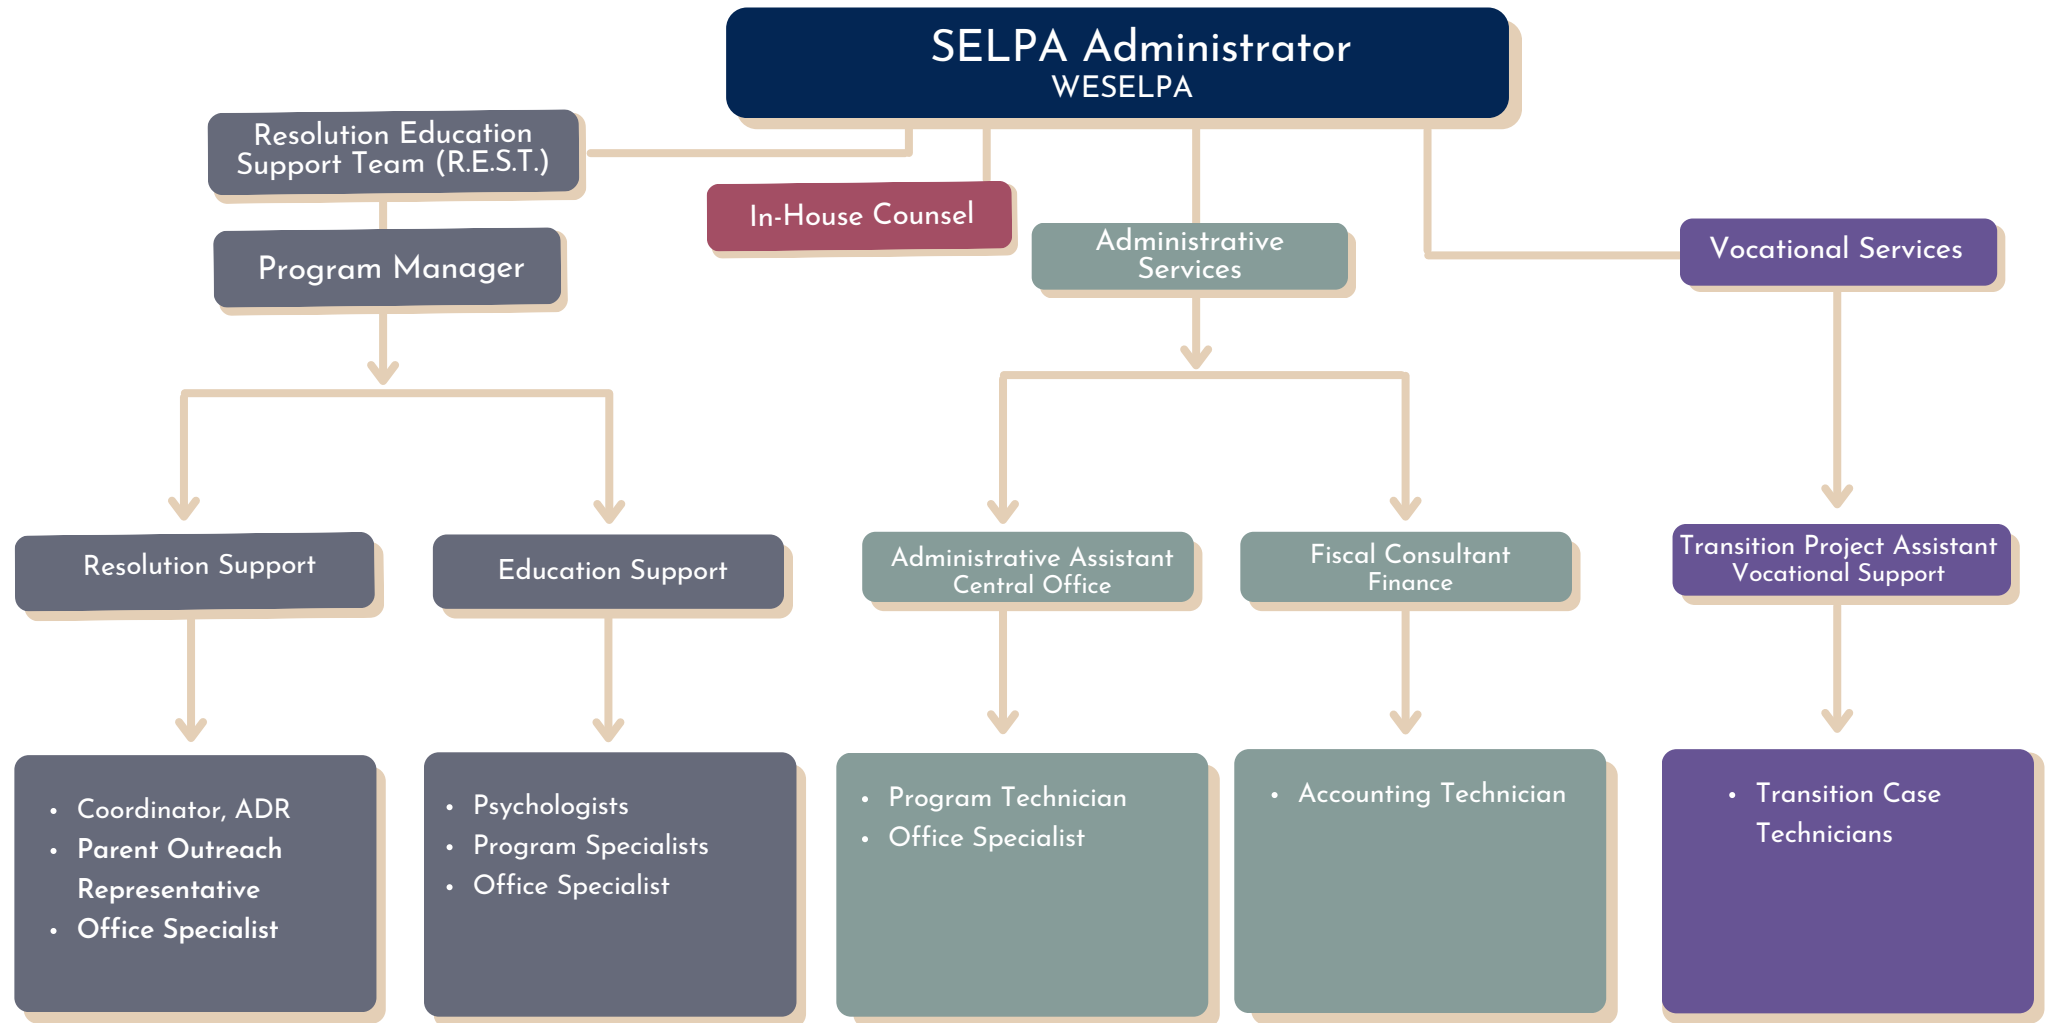 SELPA Administrator
WESELPA
Resolution Education
Support Team (R.E.S.T.)
In-House Counsel
Program Manager
Administrative
Services
Vocational Services
Resolution Support
Education Support
Administrative Assistant
Central Office
Fiscal Consultant
Finance
Transition Project Assistant
Vocational Support
• Coordinator, ADR
• Parent Outreach
Representative
• Office Specialist
• Psychologists
• Program Specialists
• Office Specialist
• Program Technician
• Office Specialist
• Accounting Technician
• Transition Case
Technicians